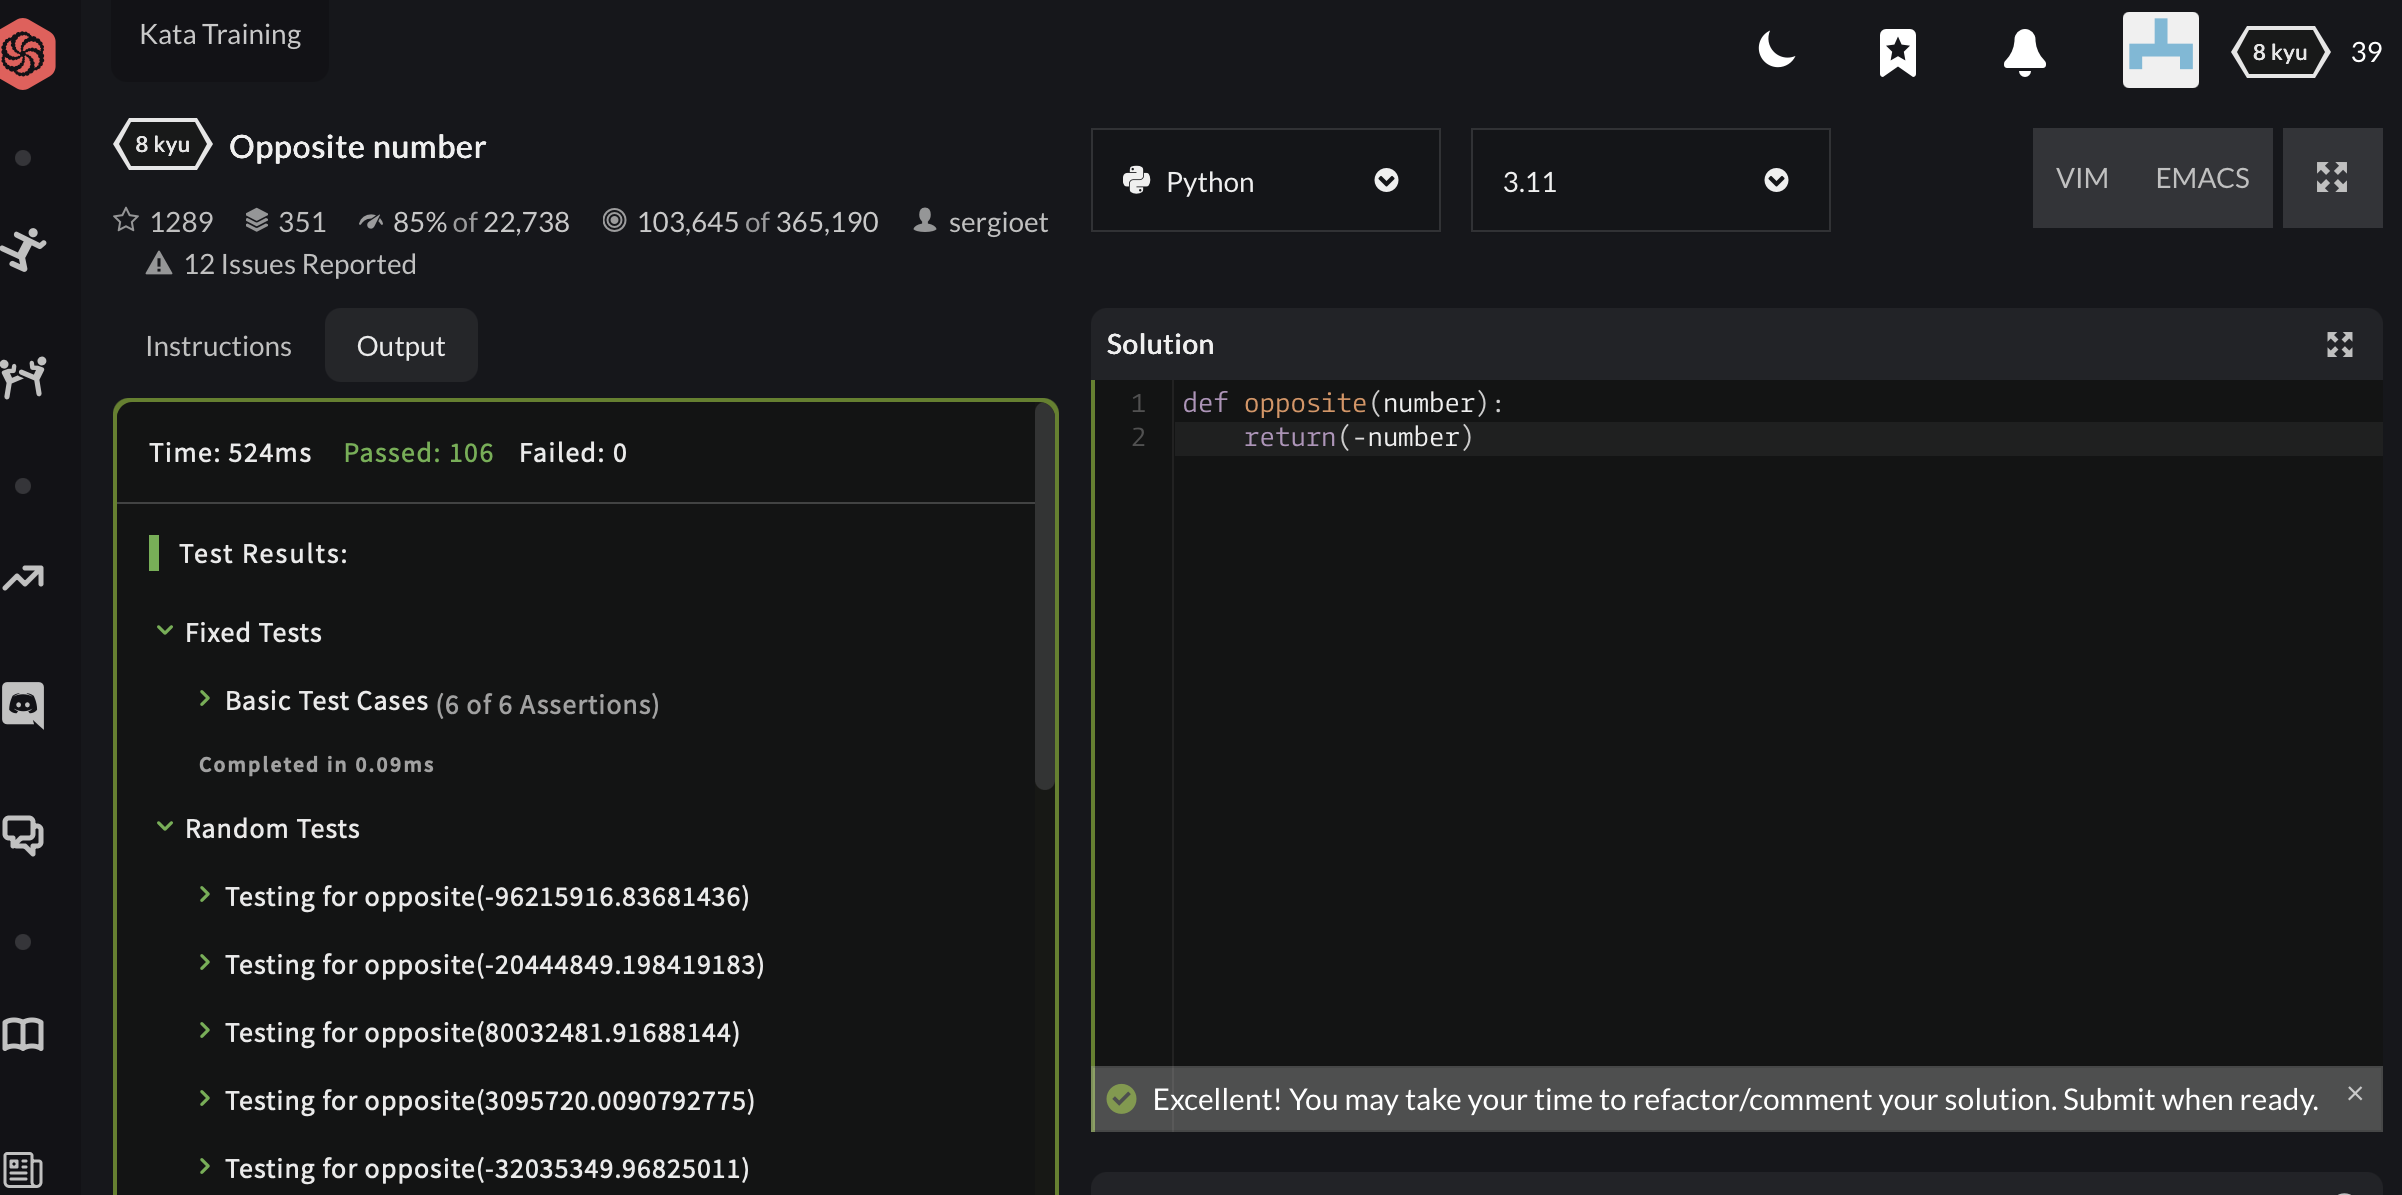 Kata Training
8 kyu 39
8 kyu Opposite number
1289 351 85% of 22,738 103,645 of 365,190 sergioet
12 Issues Reported
Python
3.11
VIM EMACS
Instructions Output
Time: 524ms Passed: 106 Failed: 0
Test Results:
Fixed Tests
Basic Test Cases (6 of 6 Assertions)
Completed in 0.09ms
Random Tests
Testing for opposite(-96215916.83681436)
Testing for opposite(-20444849.198419183)
Testing for opposite(80032481.91688144)
Testing for opposite(3095720.0090792775)
Testing for opposite(-32035349.96825011)
Solution
1 def opposite(number):
2     return(-number)
Excellent! You may take your time to refactor/comment your solution. Submit when ready.